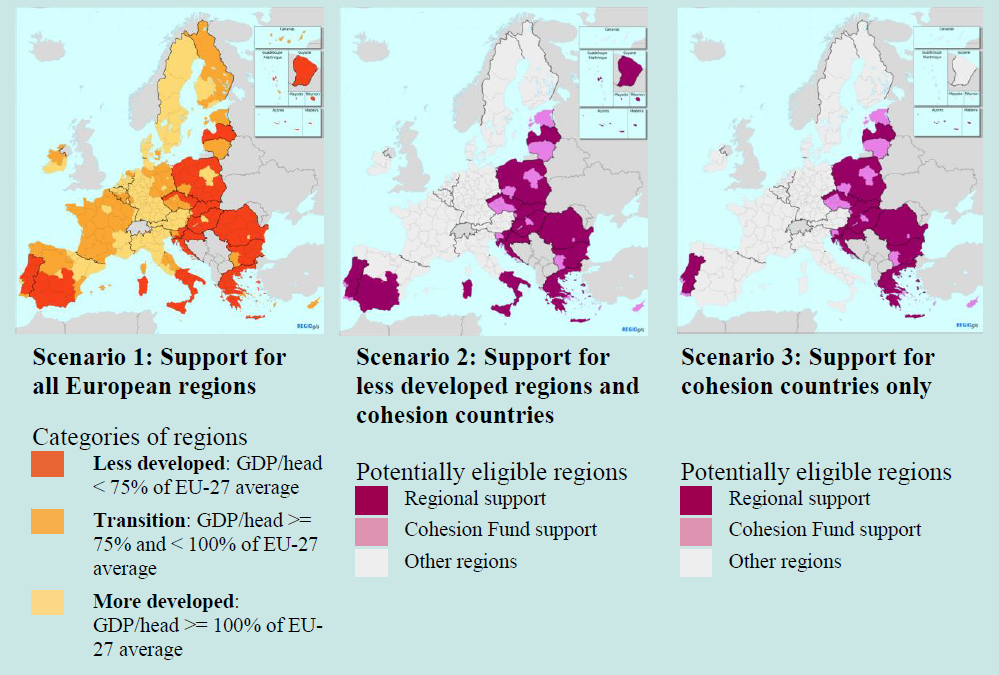 Canarias
Guadeloupe
Martinique
Guyane
Mayotte
Réunion
Açores
Madeira
REGIOgis
Canarias
Guadeloupe
Martinique
Guyane
Mayotte
Réunion
Açores
Madeira
REGIOgis
Canarias
Guadeloupe
Martinique
Guyane
Mayotte
Réunion
Açores
Madeira
REGIOgis
Scenario 1: Support for
all European regions
Categories of regions
Less developed: GDP/head
< 75% of EU-27 average
Transition: GDP/head >=
75% and < 100% of EU-27
average
More developed:
GDP/head >= 100% of EU-
27 average
Scenario 2: Support for
less developed regions and
cohesion countries
Potentially eligible regions
Regional support
Cohesion Fund support
Other regions
Scenario 3: Support for
cohesion countries only
Potentially eligible regions
Regional support
Cohesion Fund support
Other regions